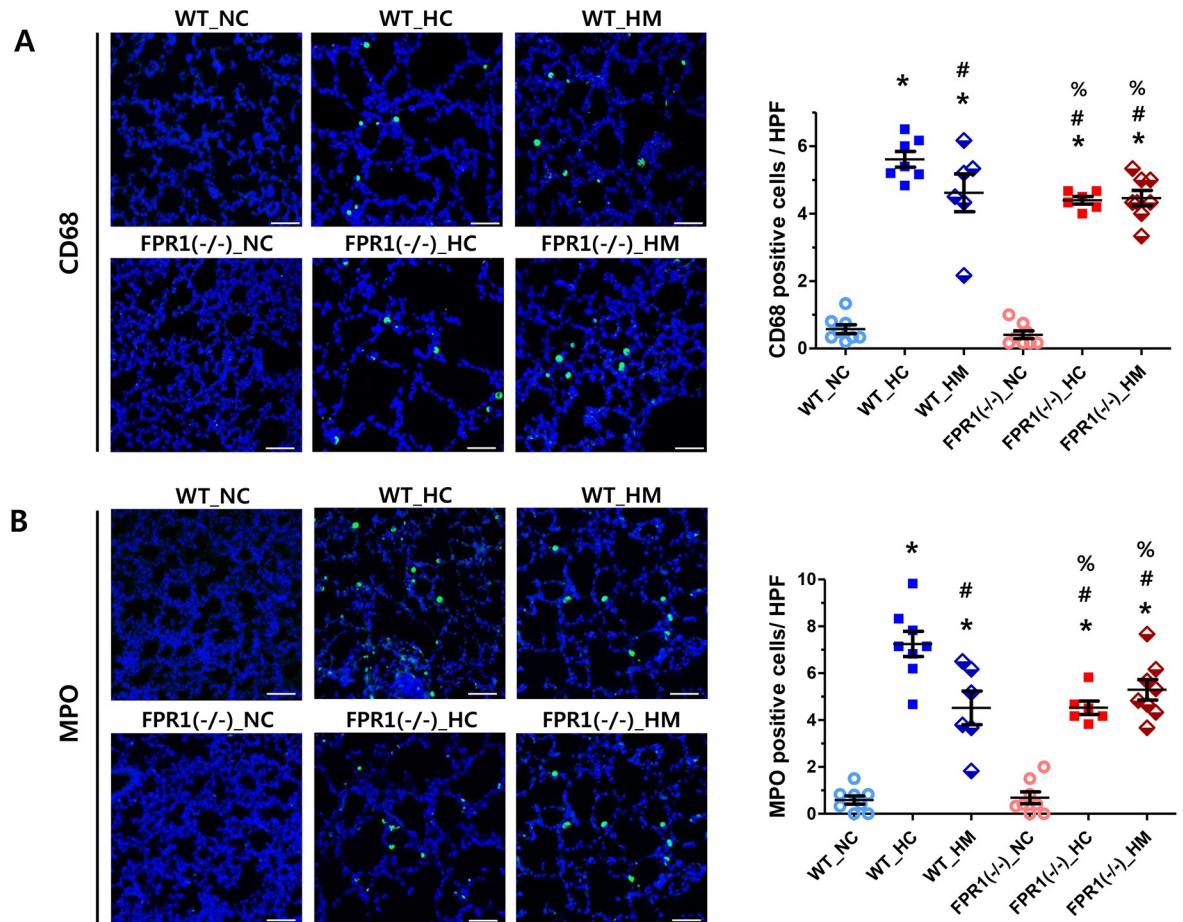 A
WT_NC
WT_HC
WT_HM
FPR1(-/-)_NC
FPR1(-/-)_HC
FPR1(-/-)_HM
CD68
CD68 positive cells / HPF
6
4
2
0
*
#
*
%
#
*
%
#
*
WT_NC
WT_HC
WT_HM
FPR1(-/-)_NC
FPR1(-/-)_HC
FPR1(-/-)_HM
B
WT_NC
WT_HC
WT_HM
FPR1(-/-)_NC
FPR1(-/-)_HC
FPR1(-/-)_HM
MPO
MPO positive cells/ HPF
10
8
6
4
2
0
*
#
*
%
#
*
%
#
*
WT_NC
WT_HC
WT_HM
FPR1(-/-)_NC
FPR1(-/-)_HC
FPR1(-/-)_HM